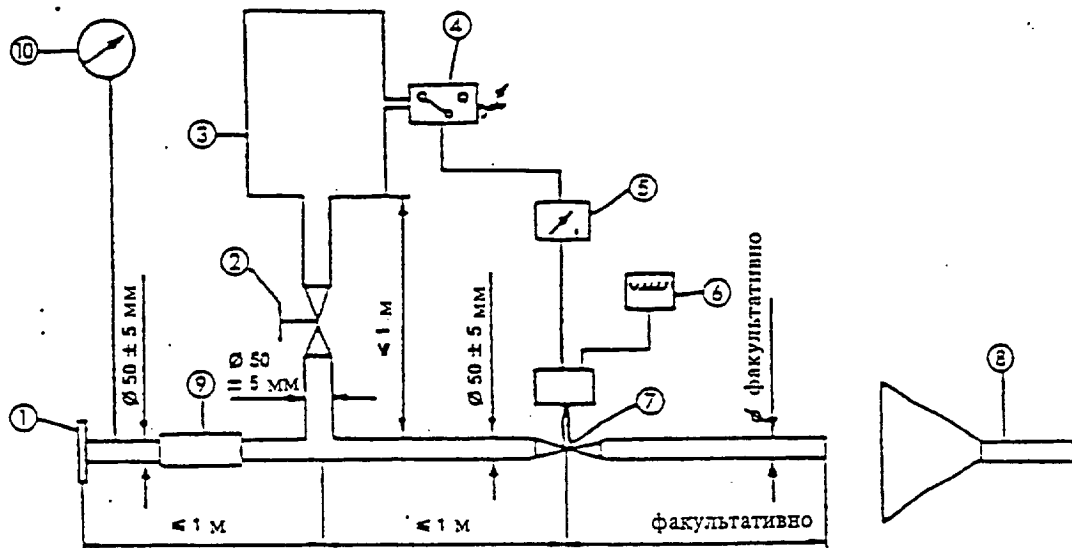 10
4
3
5
2
6
≤ 1 м
Ø 50 ± 5 мм
Ø 50 ± 5 мм
ø факультативно
Ø 50
= 5 мм
9
7
8
1
≤ 1 м
≤ 1 м
факультативно